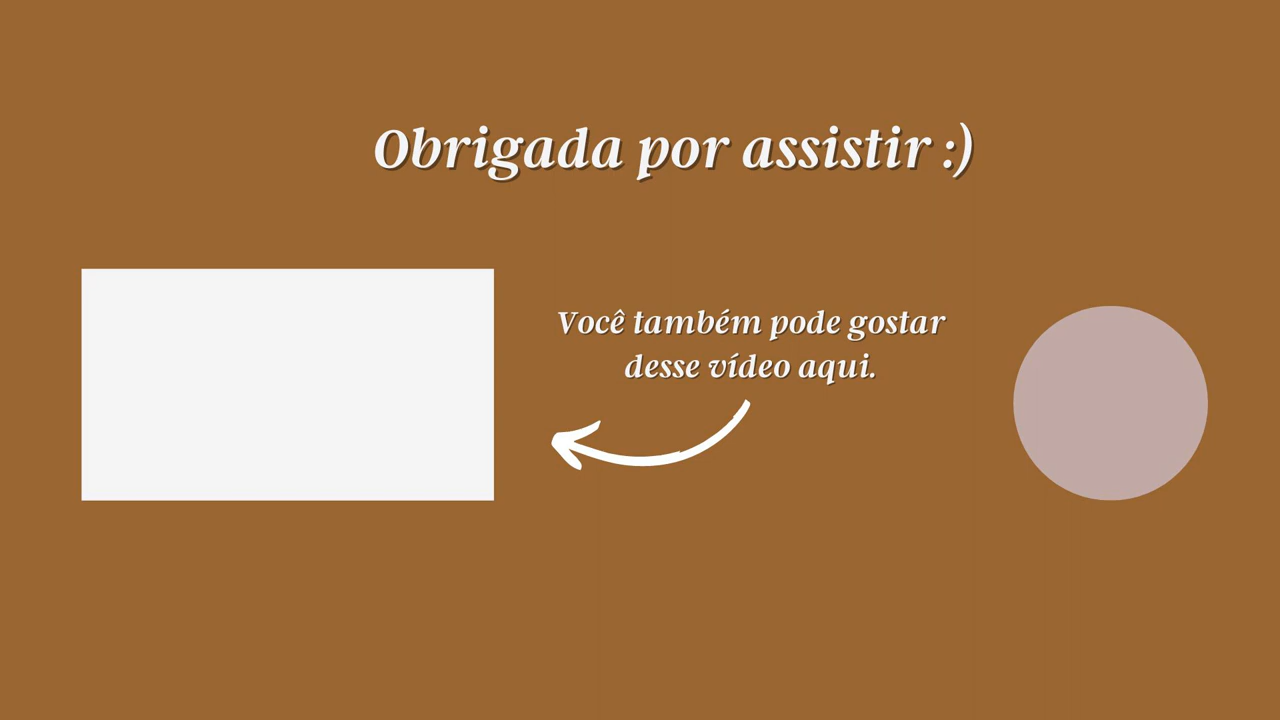 Obrigada por assistir :)
Você também pode gostar
desse vídeo aqui.